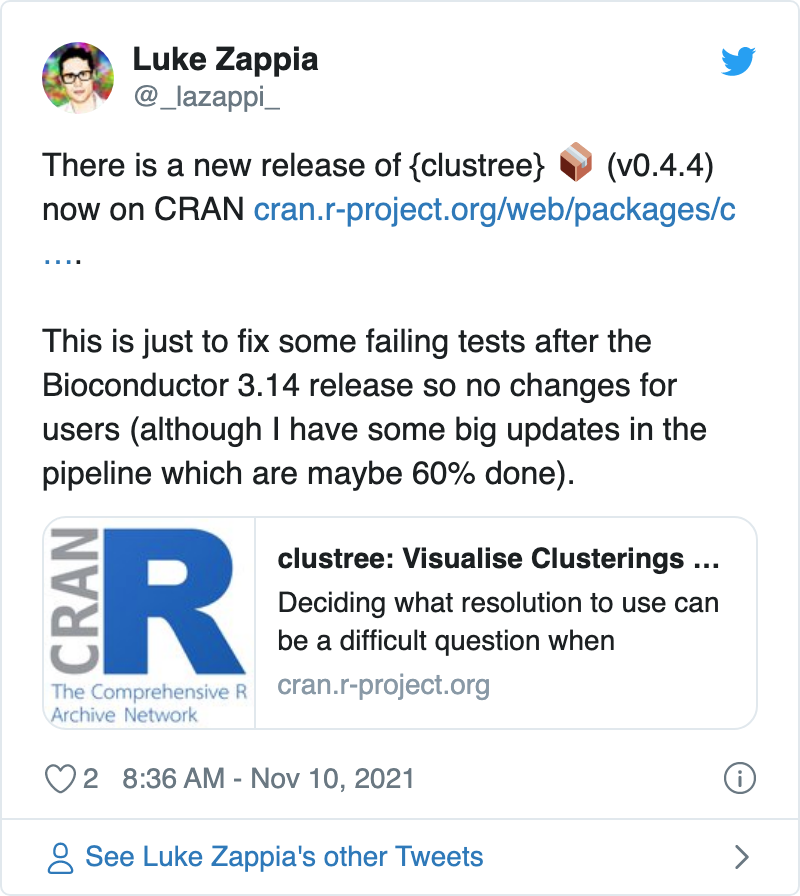 Luke Zappia
@_lazappi_
There is a new release of {clustree} 📦 (v0.4.4)
now on CRAN cran.r-project.org/web/packages/c
….
This is just to fix some failing tests after the
Bioconductor 3.14 release so no changes for
users (although I have some big updates in the
pipeline which are maybe 60% done).
CRAN
R
The Comprehensive R
Archive Network
clustree: Visualise Clusterings ...
Deciding what resolution to use can
be a difficult question when
cran.r-project.org
2 8:36 AM - Nov 10, 2021
See Luke Zappia's other Tweets